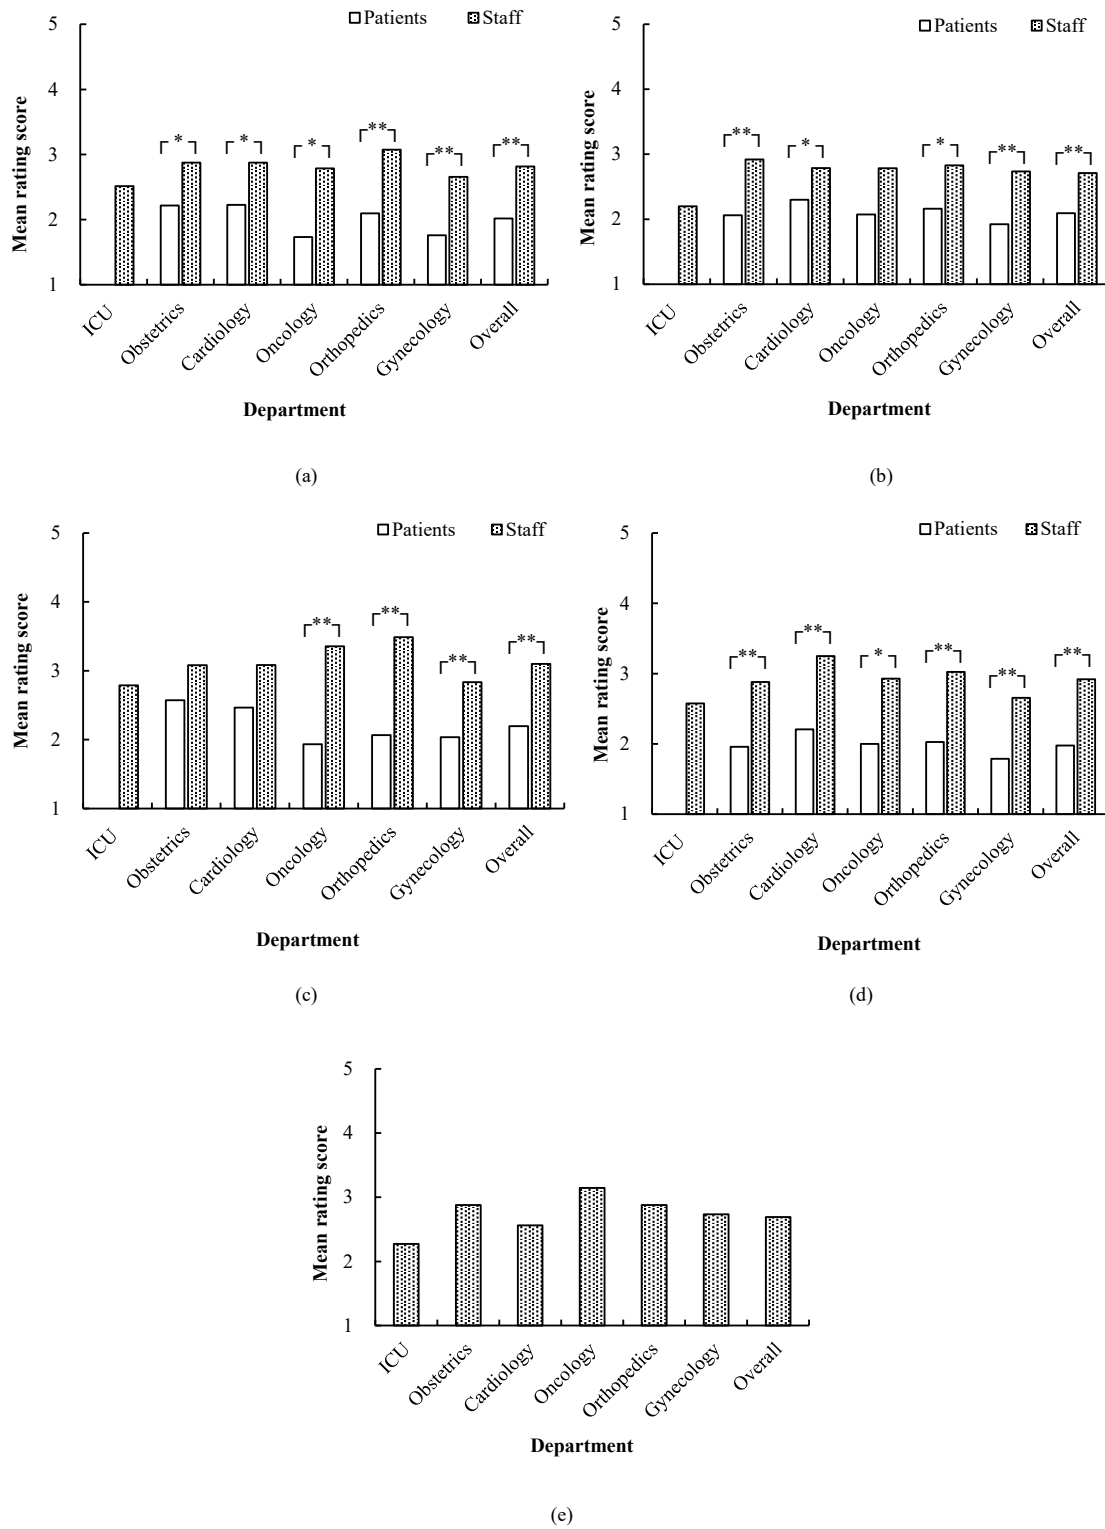 Patients Staff
5
4
3
2
1
Mean rating score
* * * ** ** **
ICU Obstetrics Cardiology Oncology Orthopedics Gynecology Overall
Department
(a)
Patients Staff
5
4
3
2
1
Mean rating score
** * * ** **
ICU Obstetrics Cardiology Oncology Orthopedics Gynecology Overall
Department
(b)
Patients Staff
5
4
3
2
1
Mean rating score
** ** ** **
ICU Obstetrics Cardiology Oncology Orthopedics Gynecology Overall
Department
(c)
Patients Staff
5
4
3
2
1
Mean rating score
** ** * ** ** **
ICU Obstetrics Cardiology Oncology Orthopedics Gynecology Overall
Department
(d)
5
4
3
2
1
Mean rating score
ICU Obstetrics Cardiology Oncology Orthopedics Gynecology Overall
Department
(e)